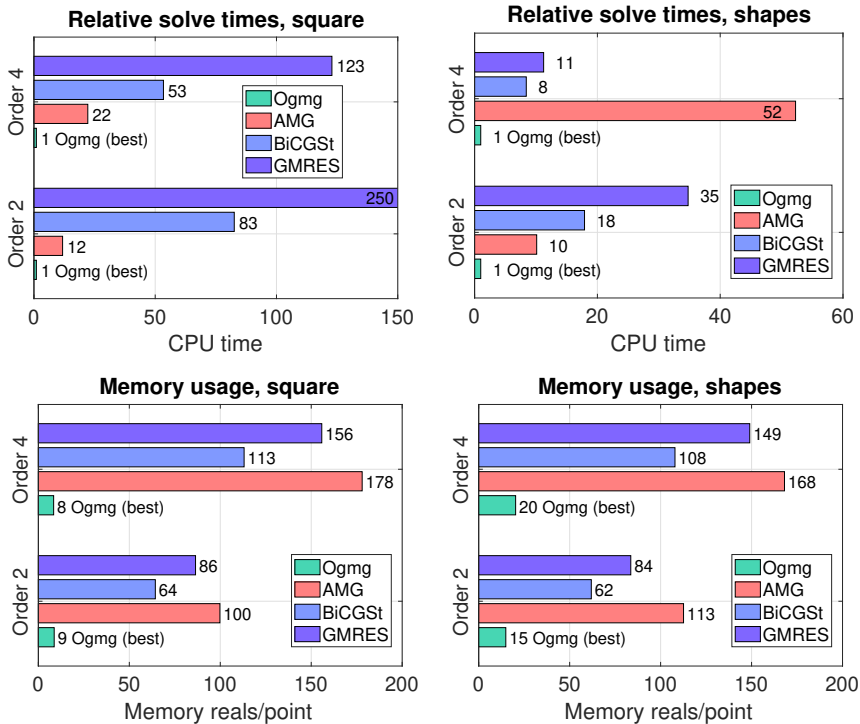 Relative solve times, square
Order 4
123
53
22
1 Ogmg (best)
Order 2
250
83
12
1 Ogmg (best)
Ogmg
AMG
BiCGSt
GMRES
0 50 100 150
CPU time
Relative solve times, shapes
Order 4
11
8
52
1 Ogmg (best)
Order 2
35
18
10
1 Ogmg (best)
Ogmg
AMG
BiCGSt
GMRES
0 20 40 60
CPU time
Memory usage, square
Order 4
156
113
178
8 Ogmg (best)
Order 2
86
64
100
9 Ogmg (best)
Ogmg
AMG
BiCGSt
GMRES
0 50 100 150 200
Memory reals/point
Memory usage, shapes
Order 4
149
108
168
20 Ogmg (best)
Order 2
84
62
113
15 Ogmg (best)
Ogmg
AMG
BiCGSt
GMRES
0 50 100 150 200
Memory reals/point